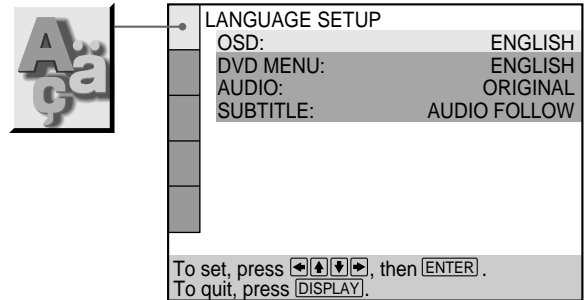 A ä
ç
LANGUAGE SETUP
OSD: ENGLISH
DVD MENU: ENGLISH
AUDIO: ORIGINAL
SUBTITLE: AUDIO FOLLOW
To set, press ←↑↓→, then ENTER.
To quit, press DISPLAY.